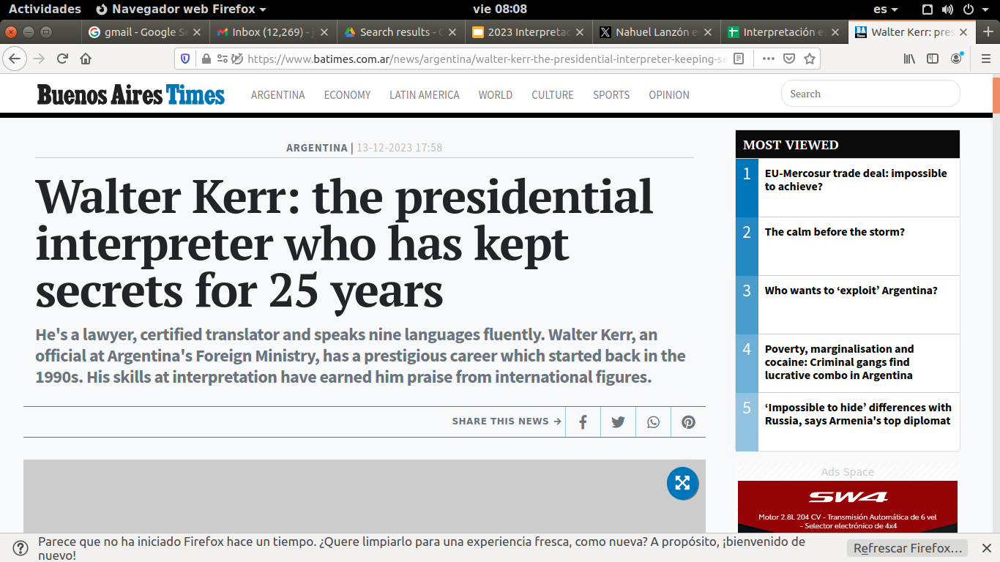 Actividades
Navegador web Firefox
vie 08:08
es
gmail - Google Se
Inbox (12,269) - j
Search results - G
2023 Interpretac
Nahuel Lanzón e
Interpretación en
Walter Kerr: pres
https://www.batimes.com.ar/news/argentina/walter-kerr-the-presidential-interpreter-keeping-se
Buenos Aires Times
ARGENTINA ECONOMY LATIN AMERICA WORLD CULTURE SPORTS OPINION
Search
ARGENTINA | 13-12-2023 17:58
Walter Kerr: the presidential
interpreter who has kept
secrets for 25 years
He's a lawyer, certified translator and speaks nine languages fluently. Walter Kerr, an
official at Argentina's Foreign Ministry, has a prestigious career which started back in the
1990s. His skills at interpretation have earned him praise from international figures.
SHARE THIS NEWS →
MOST VIEWED
1
EU-Mercosur trade deal: impossible
to achieve?
2
The calm before the storm?
3
Who wants to ‘exploit’ Argentina?
4
Poverty, marginalisation and
cocaine: Criminal gangs find
lucrative combo in Argentina
5
‘Impossible to hide’ differences with
Russia, says Armenia's top diplomat
Ads Space
SW4
Motor 2.8L 204 CV - Transmisión Automática de 6 vel
- Selector electrónico de 4x4
Parece que no ha iniciado Firefox hace un tiempo. ¿Quere limpiarlo para una experiencia fresca, como nueva? A propósito, ¡bienvenido de
nuevo!
Refrescar Firefox...